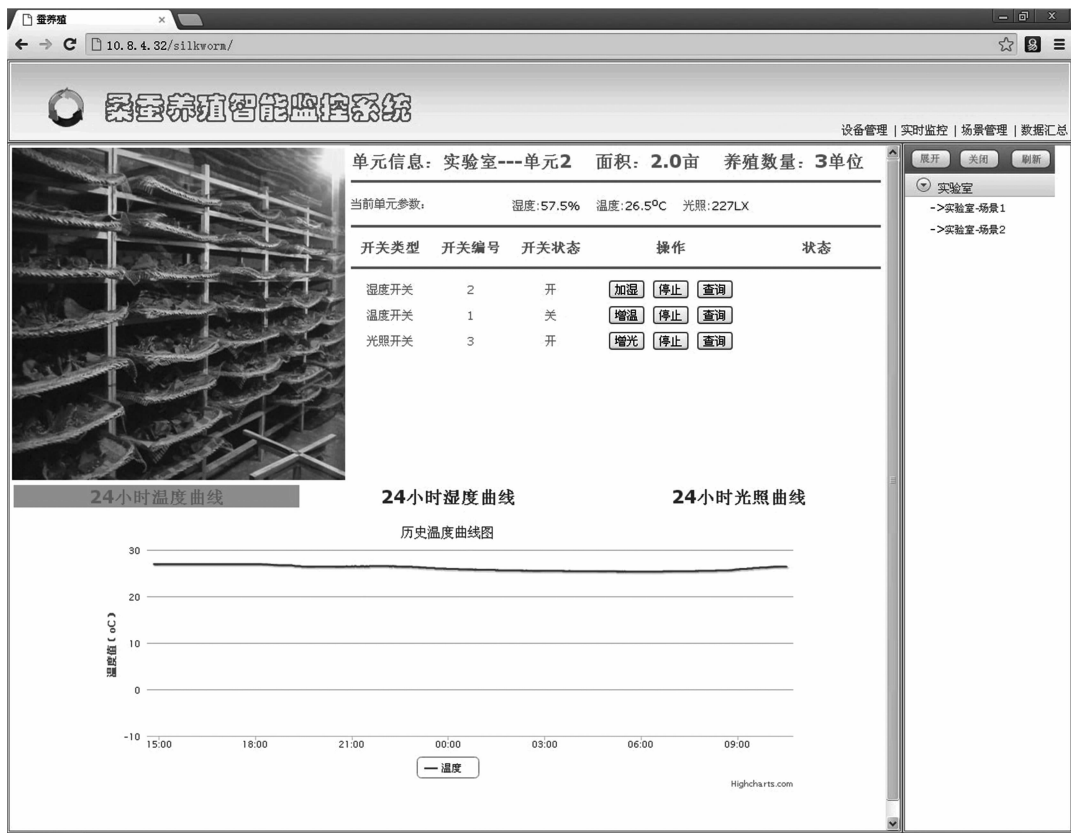 蚕养殖
10.8.4.32/silkworm/
桑蚕养殖智能监控系统
设备管理 | 实时监控 | 场景管理 | 数据汇总
单元信息：实验室---单元2 面积：2.0亩 养殖数量：3单位
当前单元参数： 湿度:57.5% 温度:26.5ºC 光照:227LX
开关类型 开关编号 开关状态 操作 状态
湿度开关 2 开 加湿 停止 查询
温度开关 1 关 增温 停止 查询
光照开关 3 开 增光 停止 查询
展开 关闭 刷新
实验室
->实验室-场景1
->实验室-场景2
24小时温度曲线 24小时湿度曲线 24小时光照曲线
历史温度曲线图
温度值（oC）
30
20
10
0
-10
15:00 18:00 21:00 00:00 03:00 06:00 09:00
温度
Highcharts.com